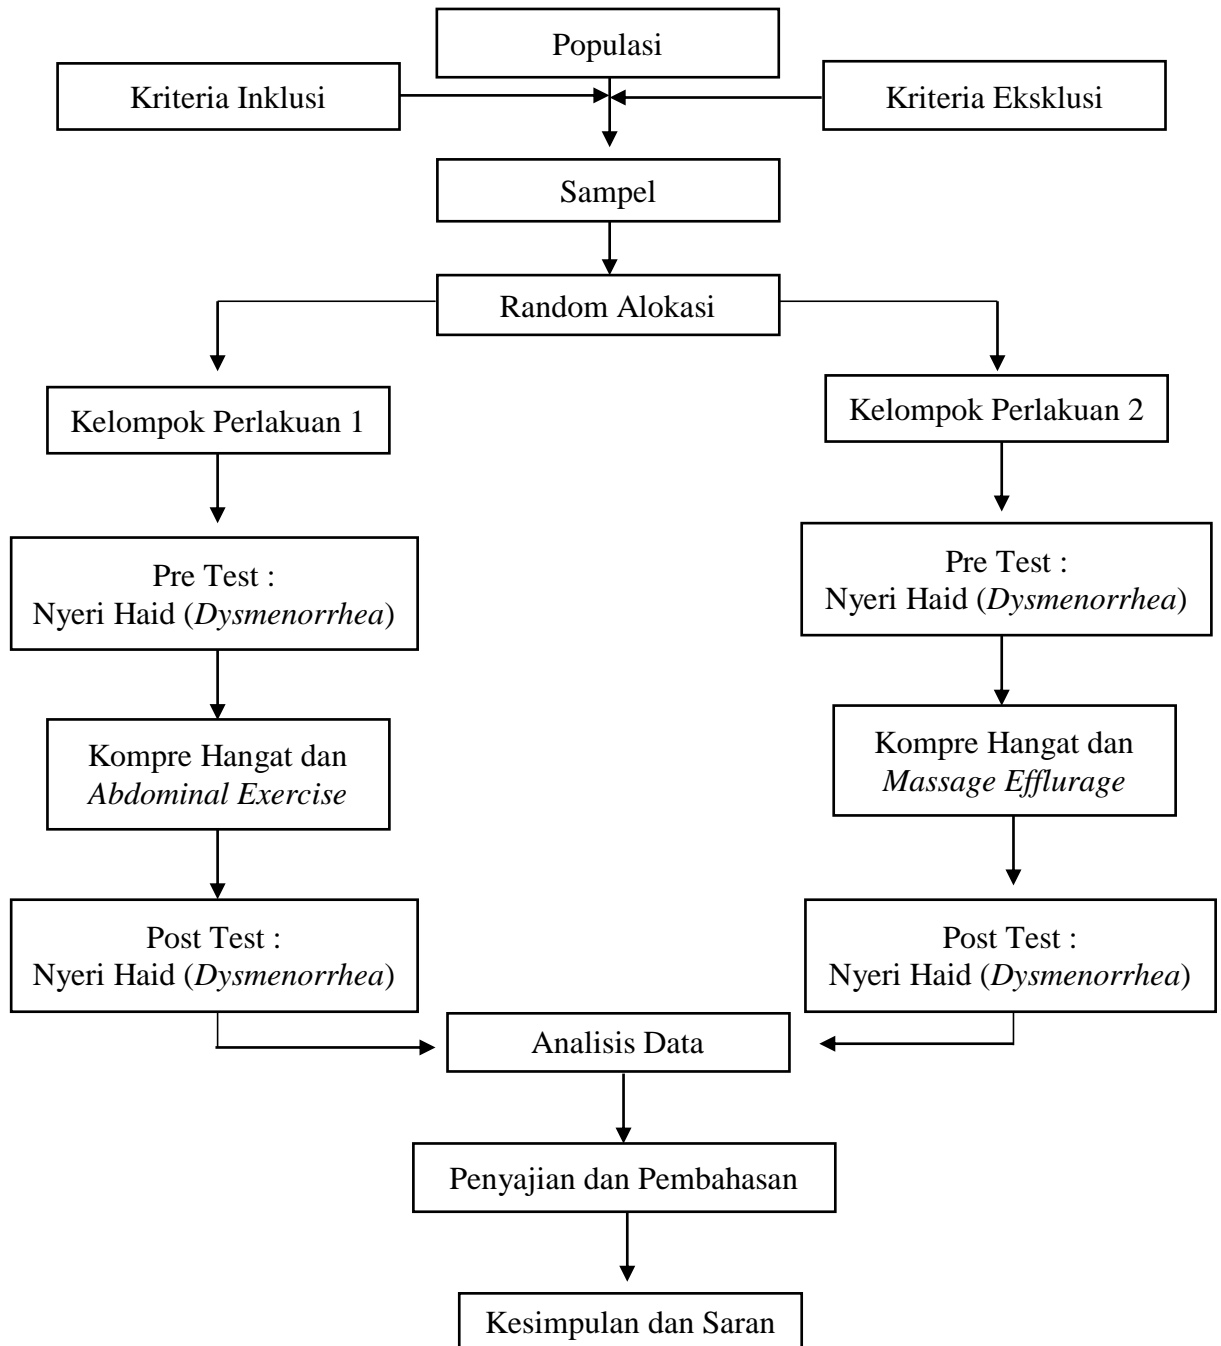 Populasi
Kriteria Inklusi
Kriteria Eksklusi
Sampel
Random Alokasi
Kelompok Perlakuan 1
Kelompok Perlakuan 2
Pre Test :
Nyeri Haid (Dysmenorrhea)
Pre Test :
Nyeri Haid (Dysmenorrhea)
Kompre Hangat dan
Abdominal Exercise
Kompre Hangat dan
Massage Efflurage
Post Test :
Nyeri Haid (Dysmenorrhea)
Post Test :
Nyeri Haid (Dysmenorrhea)
Analisis Data
Penyajian dan Pembahasan
Kesimpulan dan Saran